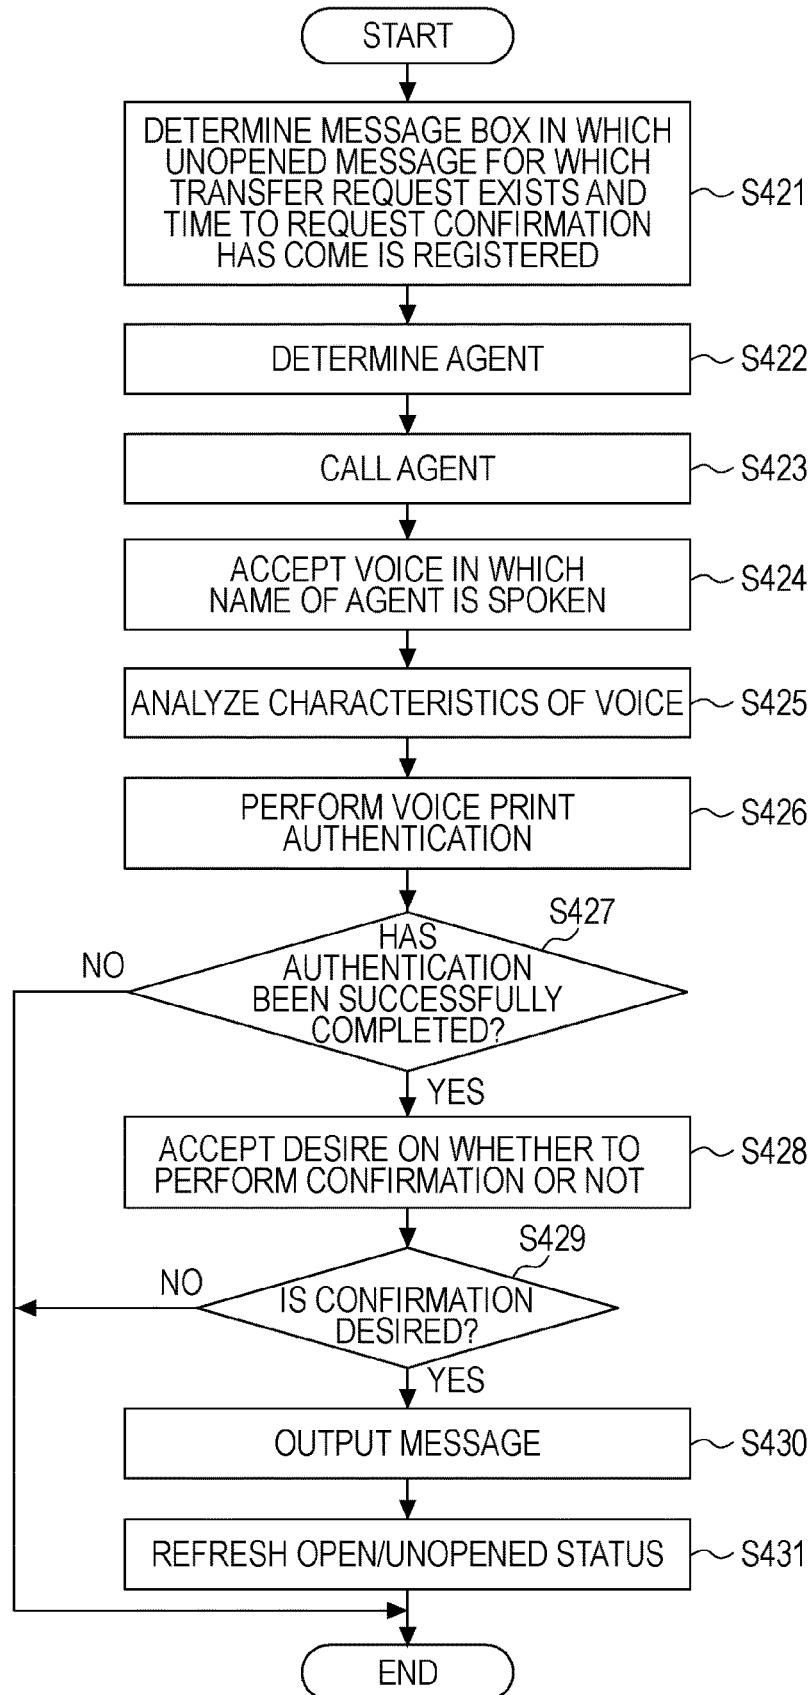 START
DETERMINE MESSAGE BOX IN WHICH
UNOPENED MESSAGE FOR WHICH
TRANSFER REQUEST EXISTS AND
TIME TO REQUEST CONFIRMATION
HAS COME IS REGISTERED
S421
DETERMINE AGENT
S422
CALL AGENT
S423
ACCEPT VOICE IN WHICH
NAME OF AGENT IS SPOKEN
S424
ANALYZE CHARACTERISTICS OF VOICE
S425
PERFORM VOICE PRINT
AUTHENTICATION
S426
S427
HAS
AUTHENTICATION
BEEN SUCCESSFULLY
COMPLETED?
NO
YES
ACCEPT DESIRE ON WHETHER TO
PERFORM CONFIRMATION OR NOT
S428
S429
IS CONFIRMATION
DESIRED?
NO
YES
OUTPUT MESSAGE
S430
REFRESH OPEN/UNOPENED STATUS
S431
END